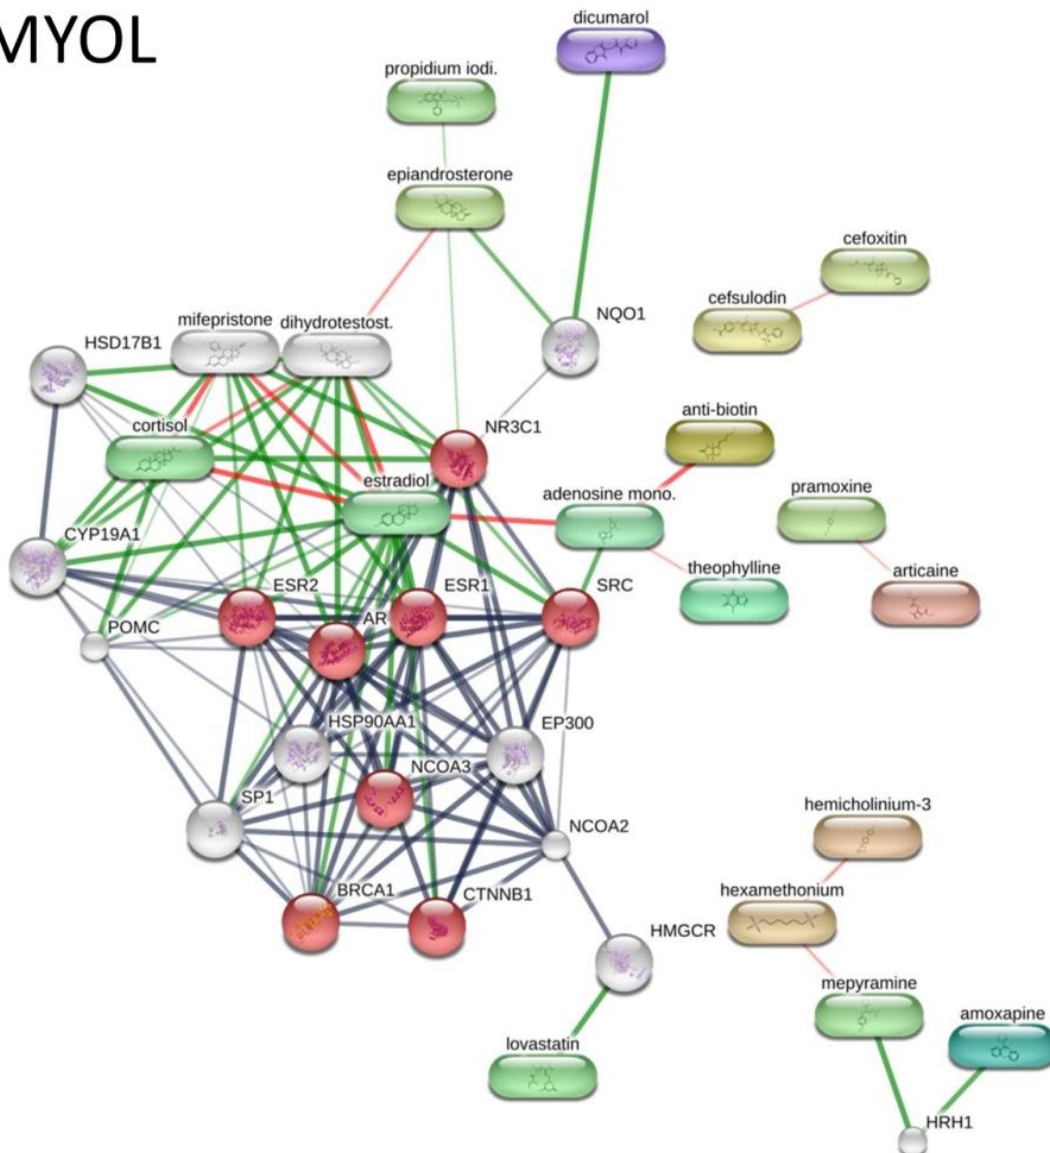 MYOL
dicumarol
propidium iodi.
epiandrosterone
cefoxitin
cefsulodin
NQO1
mifepristone
dihydrotestost.
HSD17B1
anti-biotin
cortisol
NR3C1
estradiol
adenosine mono.
pramoxine
CYP19A1
theophylline
articaine
ESR2
ESR1
SRC
AR
POMC
HSP90AA1
EP300
NCOA3
SP1
hemicholinium-3
NCOA2
BRCA1
CTNNB1
hexamethonium
HMGCR
mepyramine
amoxapine
lovastatin
HRH1